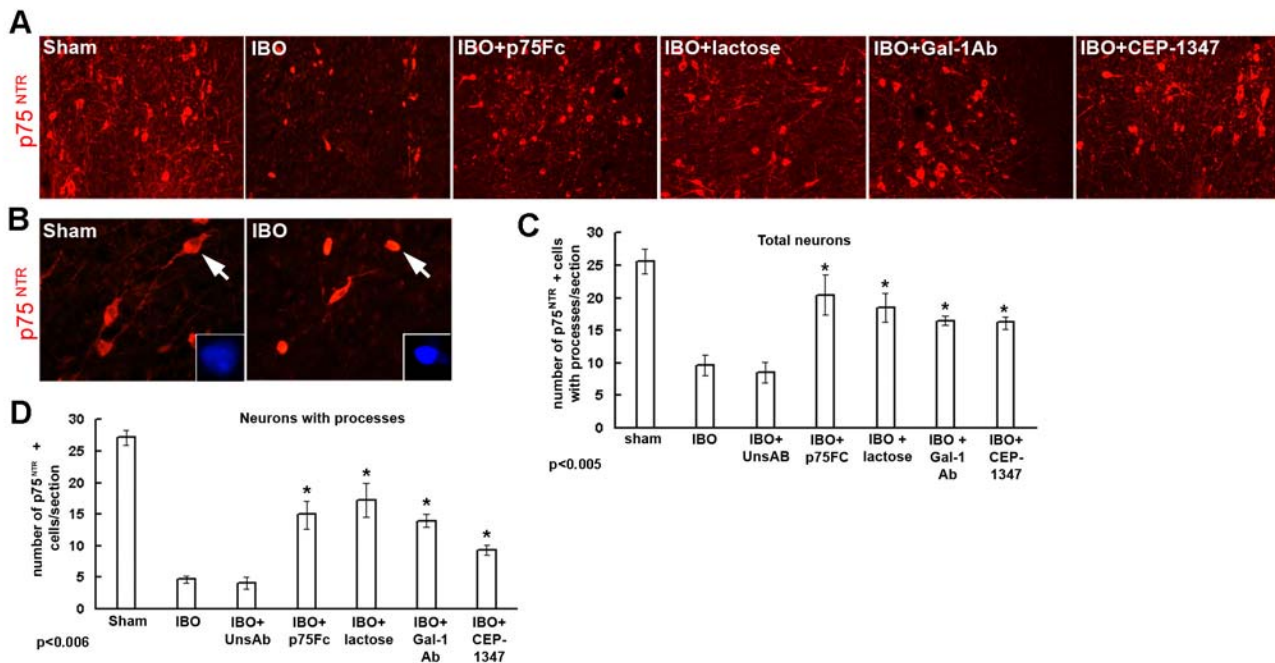 A
Sham
IBO
IBO+p75Fc
IBO+lactose
IBO+Gal-1Ab
IBO+CEP-1347
p75 NTR
B
Sham
IBO
p75 NTR
C
Total neurons
number of p75NTR + cells
with processes/section
30
25
20
15
10
5
0
* * * *
sham
IBO
IBO+
UnsAB
IBO+
p75FC
IBO +
lactose
IBO +
Gal-1
Ab
IBO+
CEP-
1347
p<0.005
D
Neurons with processes
number of p75NTR +
cells/section
30
25
20
15
10
5
0
* * * *
Sham
IBO
IBO+
UnsAb
IBO+
p75Fc
IBO+
lactose
IBO+
Gal-1
Ab
IBO+
CEP-
1347
p<0.006